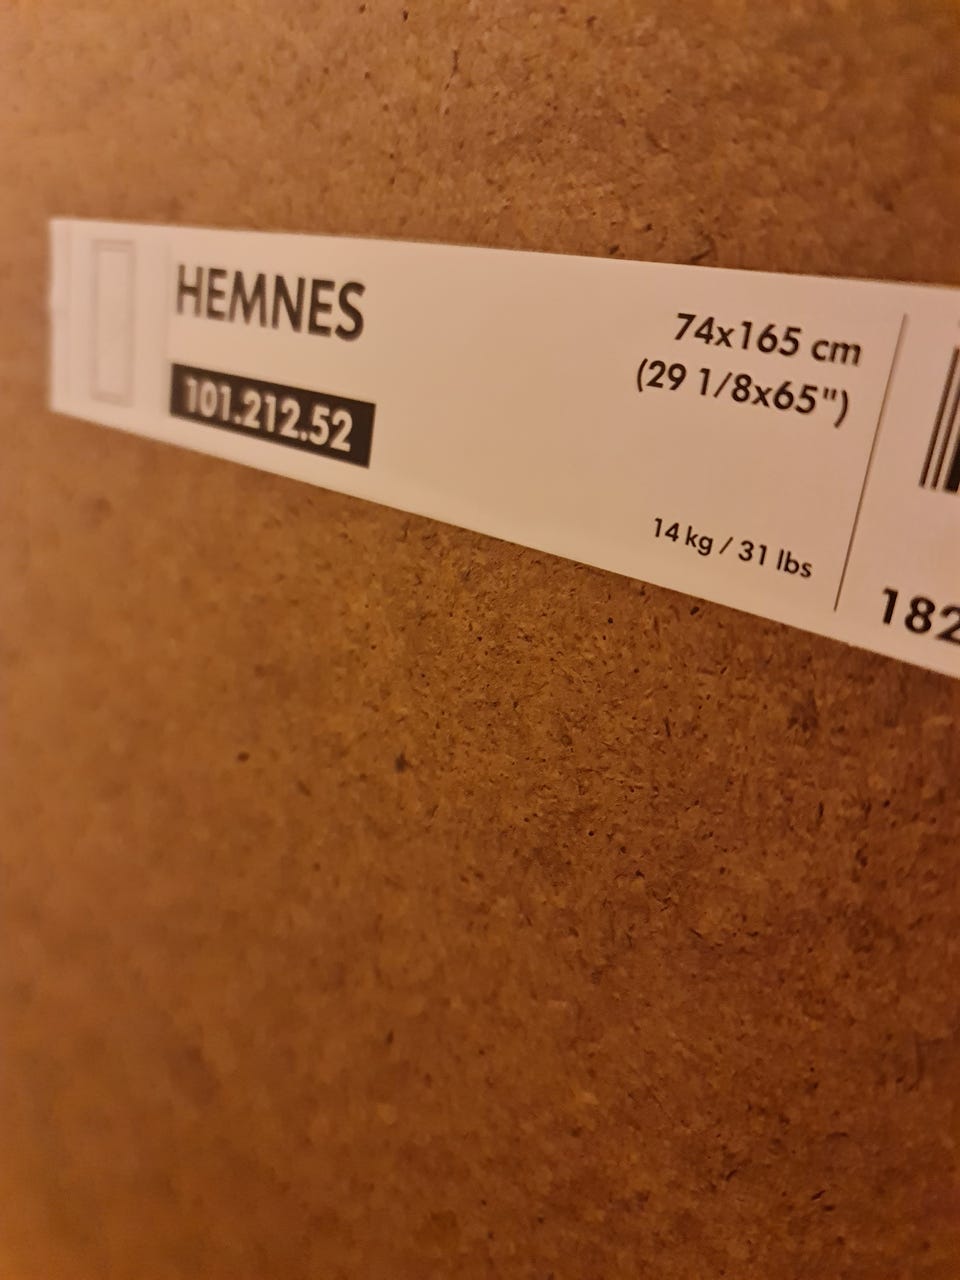 HEMNES
101.212.52
74x165 cm
(29 1/8x65")
14 kg / 31 lbs
182